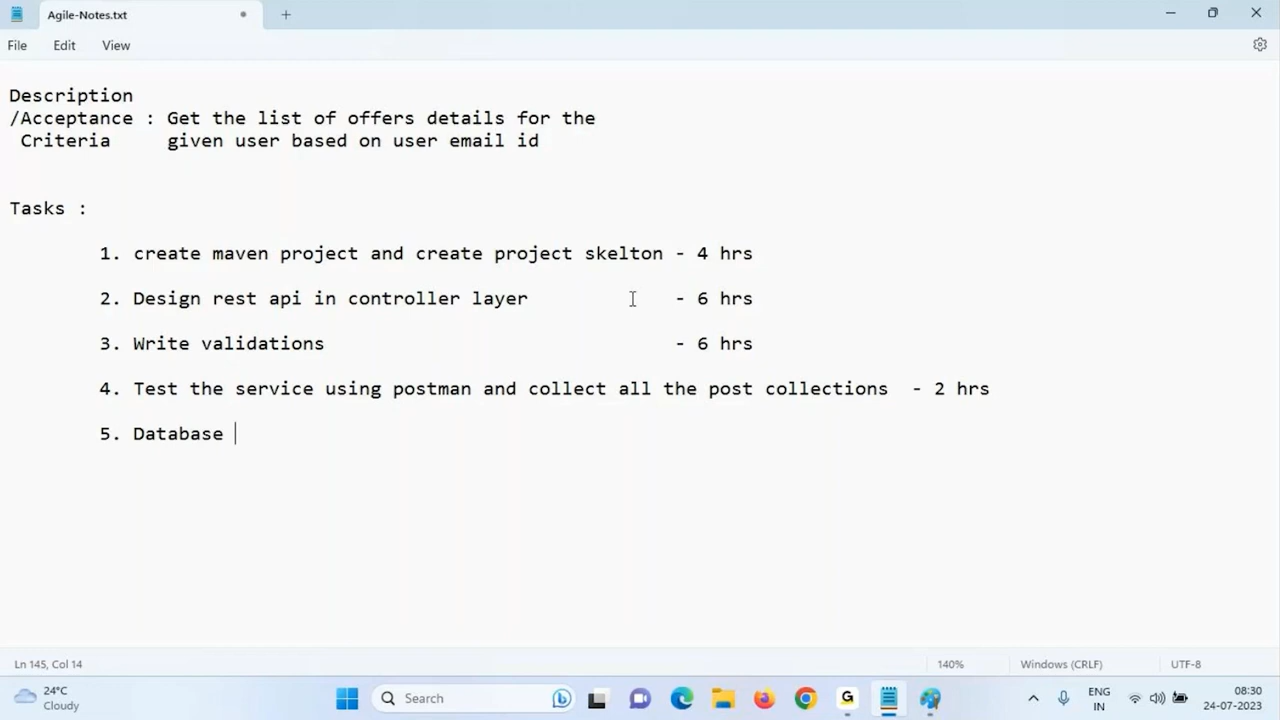 Agile-Notes.txt
File Edit View
Description
/Acceptance : Get the list of offers details for the
Criteria given user based on user email id
Tasks :
1. create maven project and create project skelton - 4 hrs
2. Design rest api in controller layer - 6 hrs
3. Write validations - 6 hrs
4. Test the service using postman and collect all the post collections - 2 hrs
5. Database
Ln 145, Col 14 140% Windows (CRLF) UTF-8
24°C
Cloudy
Search
ENG
IN
08:30
24-07-2023